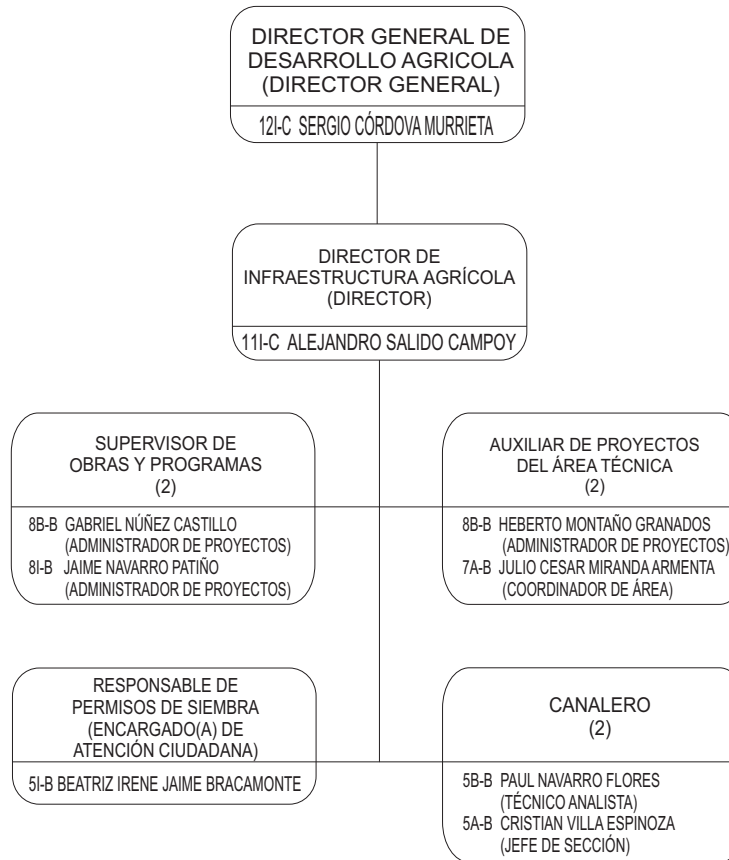 DIRECTOR GENERAL DE
DESARROLLO AGRICOLA
(DIRECTOR GENERAL)
12I-C SERGIO CÓRDOVA MURRIETA
DIRECTOR DE
INFRAESTRUCTURA AGRÍCOLA
(DIRECTOR)
11I-C ALEJANDRO SALIDO CAMPOY
SUPERVISOR DE
OBRAS Y PROGRAMAS
(2)
8B-B GABRIEL NÚÑEZ CASTILLO
(ADMINISTRADOR DE PROYECTOS)
8I-B JAIME NAVARRO PATIÑO
(ADMINISTRADOR DE PROYECTOS)
AUXILIAR DE PROYECTOS
DEL ÁREA TÉCNICA
(2)
8B-B HEBERTO MONTAÑO GRANADOS
(ADMINISTRADOR DE PROYECTOS)
7A-B JULIO CESAR MIRANDA ARMENTA
(COORDINADOR DE ÁREA)
RESPONSABLE DE
PERMISOS DE SIEMBRA
(ENCARGADO(A) DE
ATENCIÓN CIUDADANA)
5I-B BEATRIZ IRENE JAIME BRACAMONTE
CANALERO
(2)
5B-B PAUL NAVARRO FLORES
(TÉCNICO ANALISTA)
5A-B CRISTIAN VILLA ESPINOZA
(JEFE DE SECCIÓN)